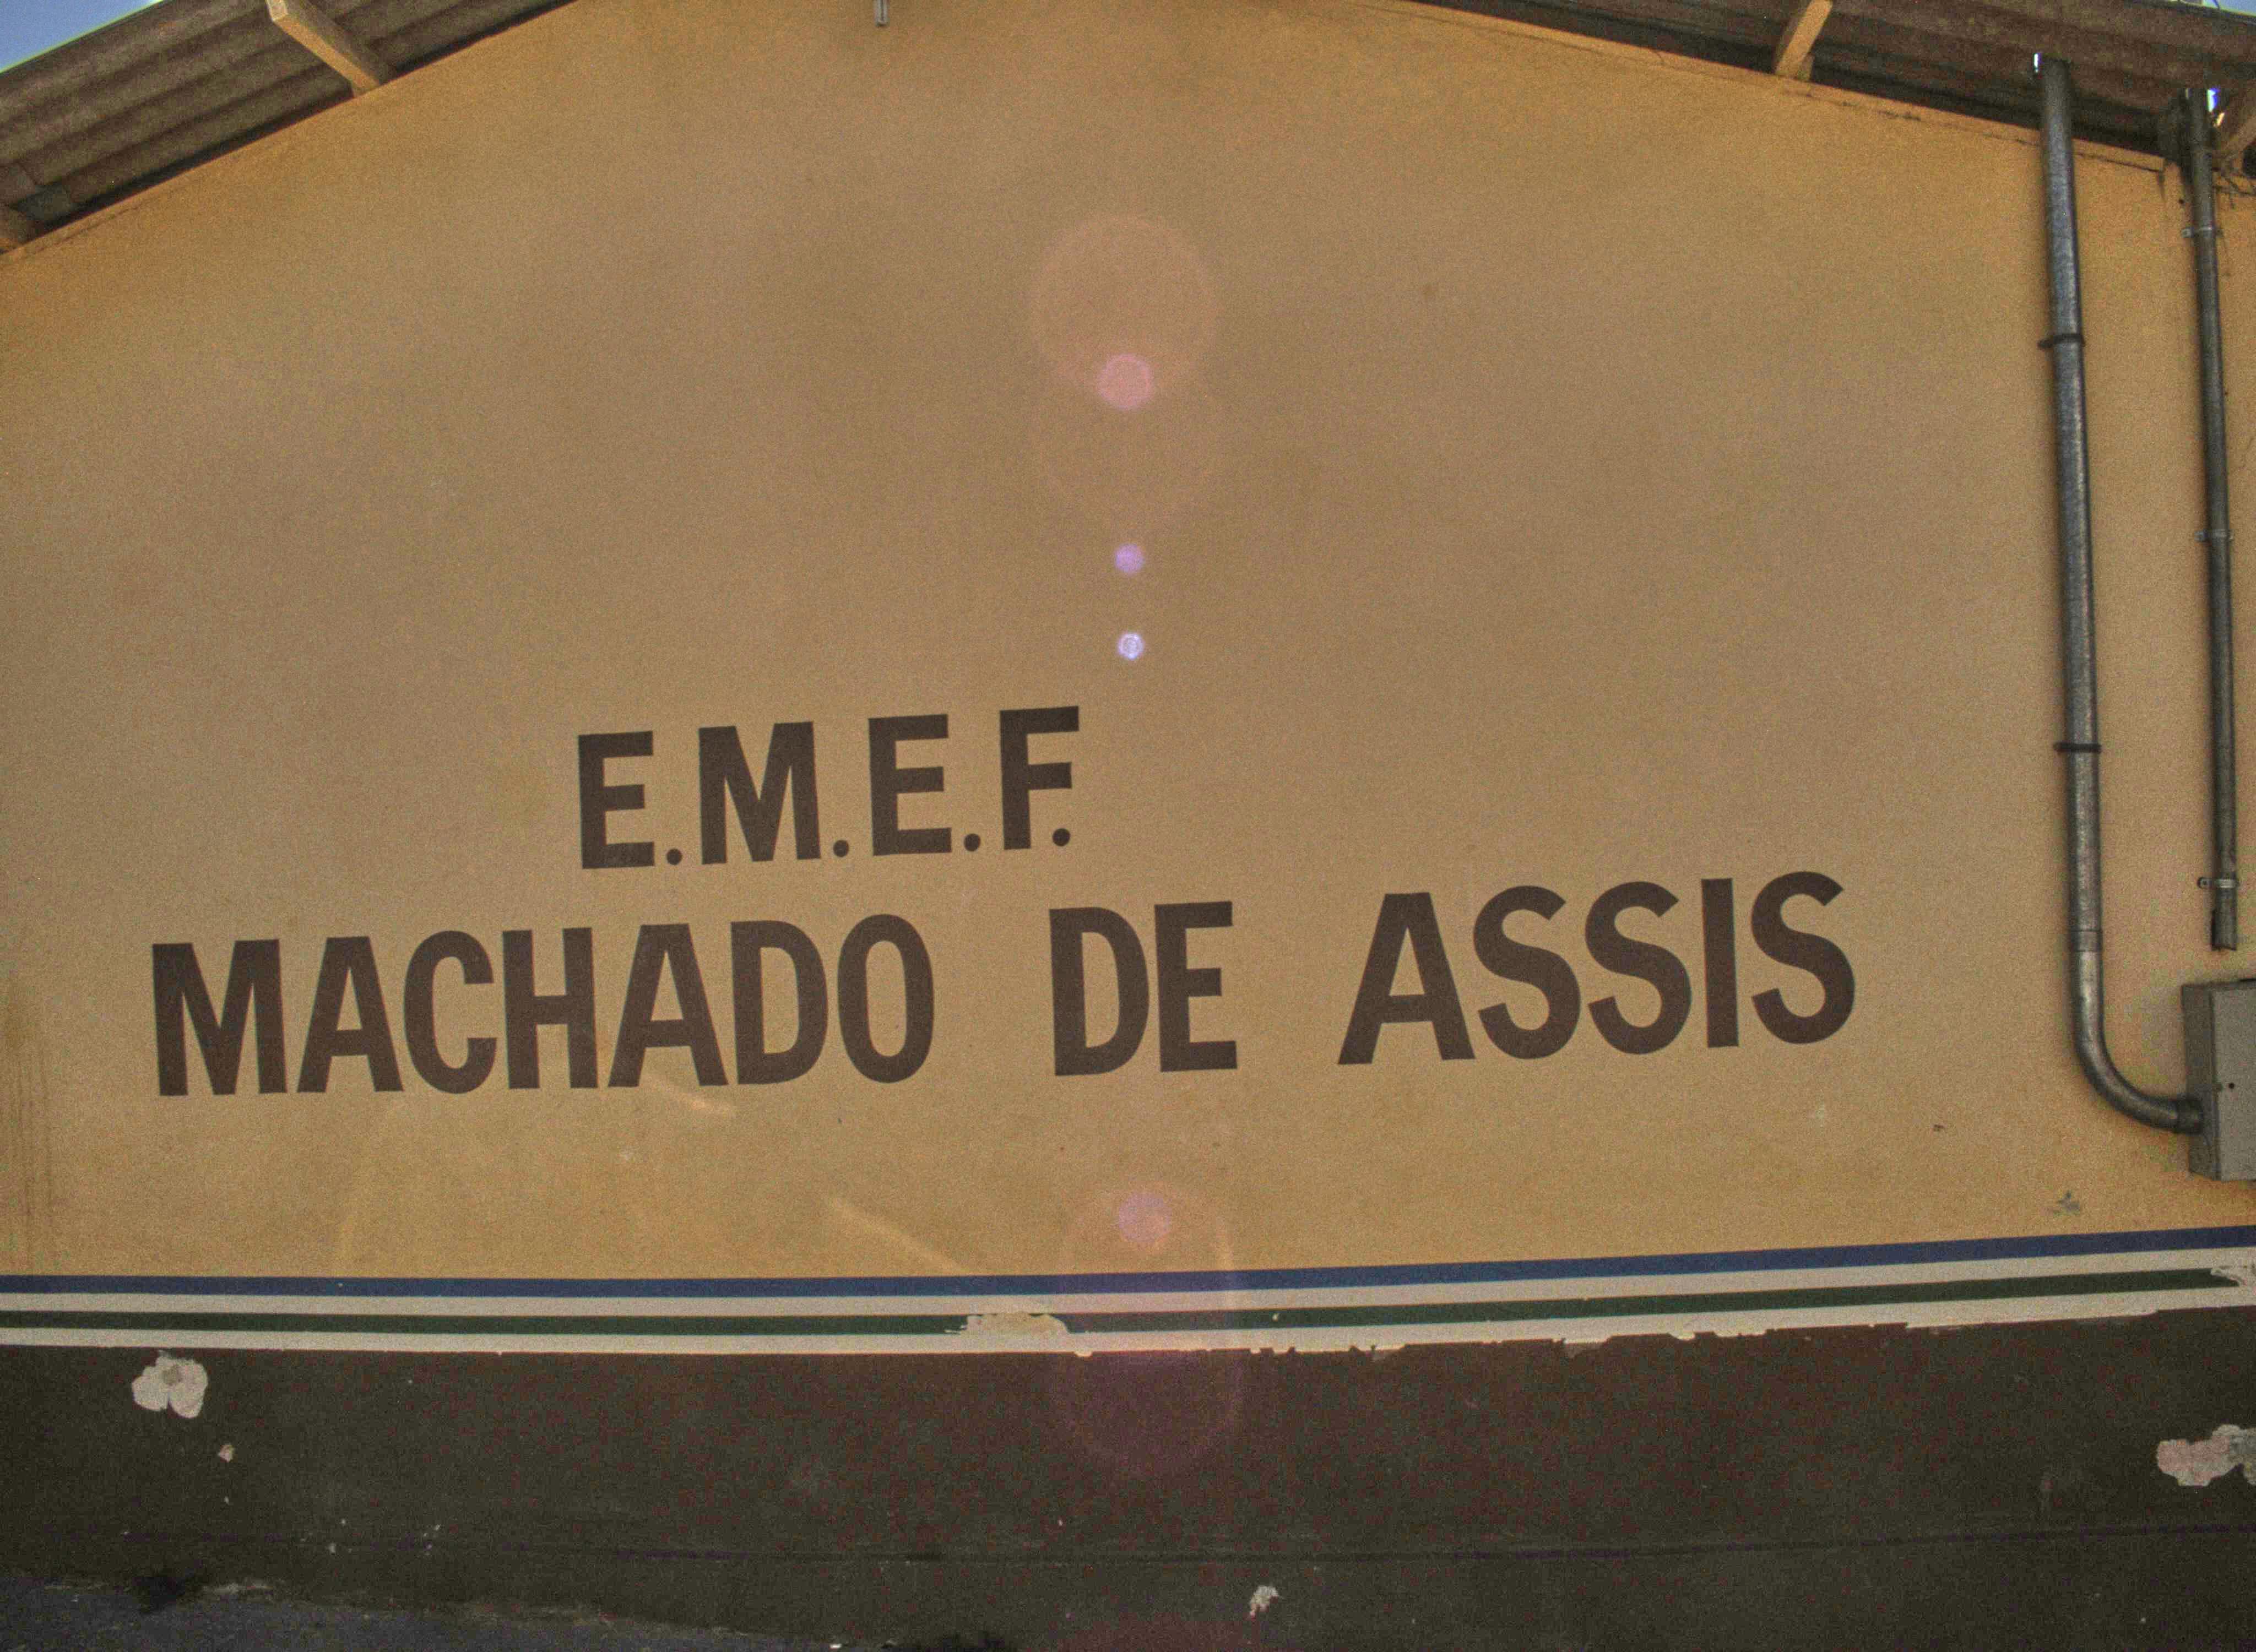 E.M.E.F.
MACHADO DE ASSIS